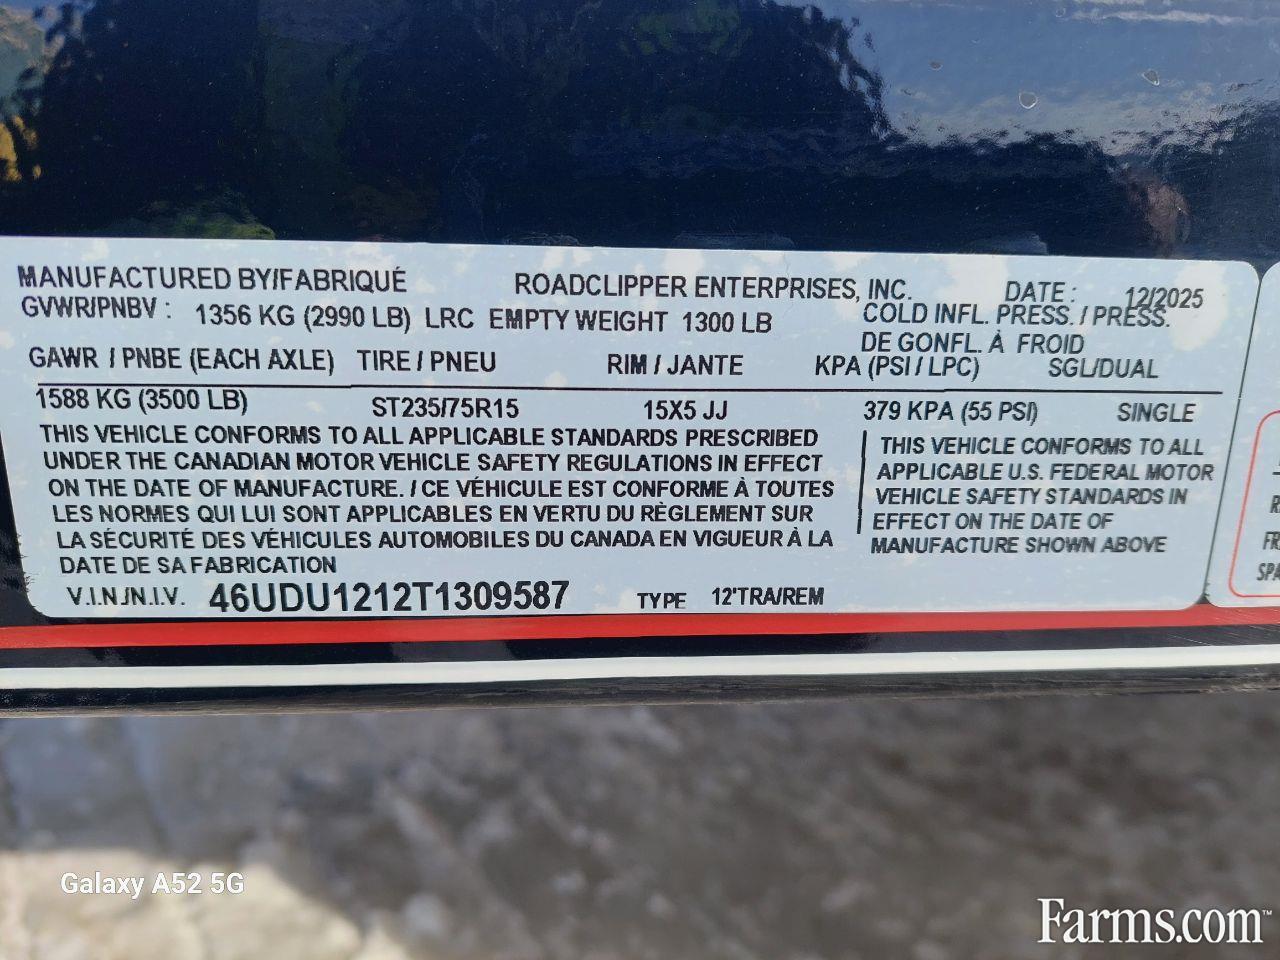 MANUFACTURED BY/FABRIQUÉ ROADCLIPPER ENTERPRISES, INC. DATE: 12/2025
GVWR/PNBV : 1356 KG (2990 LB) LRC EMPTY WEIGHT 1300 LB COLD INFL. PRESS. / PRESS.
DE GONFL. À FROID
GAWR / PNBE (EACH AXLE) TIRE / PNEU RIM / JANTE KPA (PSI / LPC) SGL/DUAL
1588 KG (3500 LB) ST235/75R15 15X5 JJ 379 KPA (55 PSI) SINGLE
THIS VEHICLE CONFORMS TO ALL APPLICABLE STANDARDS PRESCRIBED
UNDER THE CANADIAN MOTOR VEHICLE SAFETY REGULATIONS IN EFFECT
ON THE DATE OF MANUFACTURE. / CE VÉHICULE EST CONFORME À TOUTES
LES NORMES QUI LUI SONT APPLICABLES EN VERTU DU RÈGLEMENT SUR
LA SÉCURITÉ DES VÉHICULES AUTOMOBILES DU CANADA EN VIGUEUR À LA
DATE DE SA FABRICATION
THIS VEHICLE CONFORMS TO ALL
APPLICABLE U.S. FEDERAL MOTOR
VEHICLE SAFETY STANDARDS IN
EFFECT ON THE DATE OF
MANUFACTURE SHOWN ABOVE
V.I.N./N.I.V. 46UDU1212T1309587 TYPE 12'TRA/REM
Galaxy A52 5G
Farms.com™